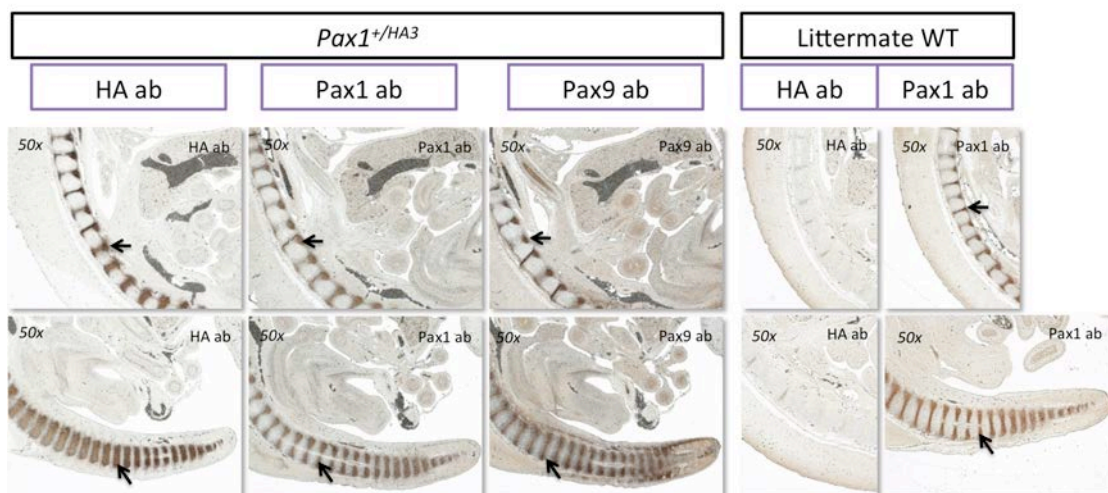 Pax1+/HA3 Littermate WT
HA ab Pax1 ab Pax9 ab HA ab Pax1 ab
50x HA ab 50x Pax1 ab 50x Pax9 ab 50x HA ab 50x Pax1 ab
50x HA ab 50x Pax1 ab 50x Pax9 ab 50x HA ab 50x Pax1 ab